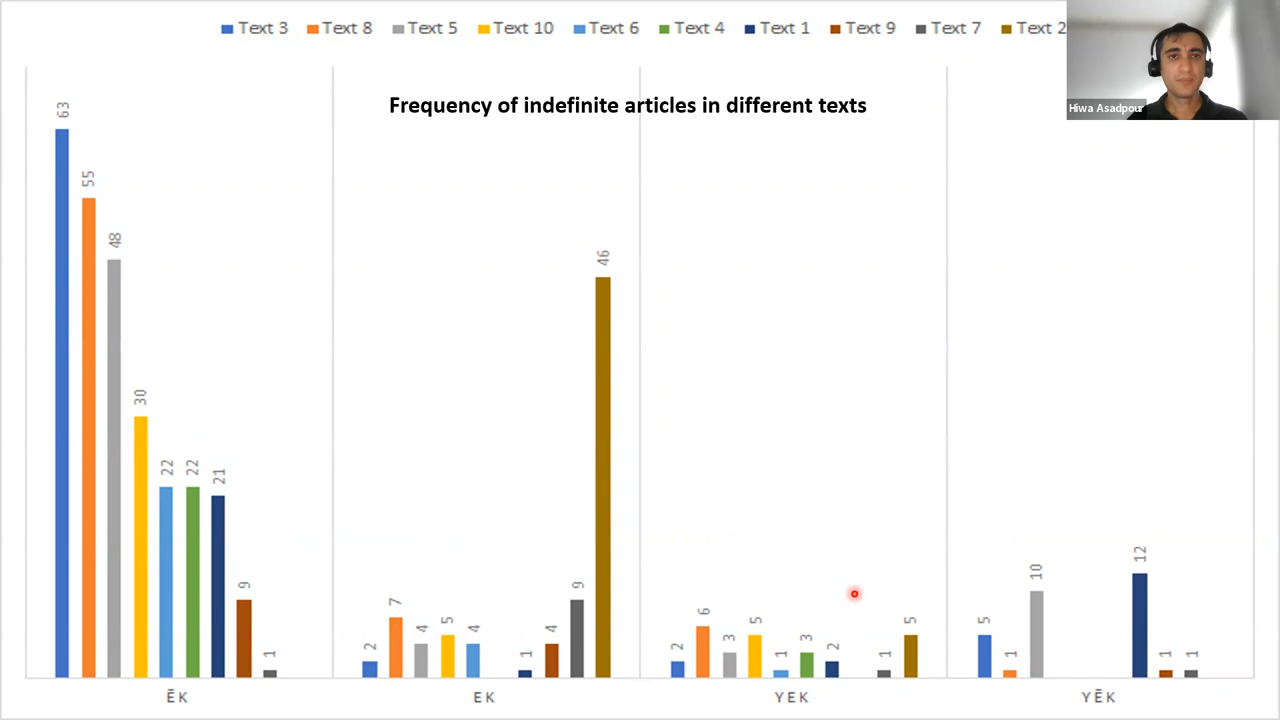 Text 3 Text 8 Text 5 Text 10 Text 6 Text 4 Text 1 Text 9 Text 7 Text 2
Hiwa Asadpour
Frequency of indefinite articles in different texts
63 55 48 30 22 22 21 9 1
2 7 4 5 4 1 4 9 46
2 6 3 5 1 3 2 1 5
5 1 10 12 1 1
ĒK EK YEK YĒK